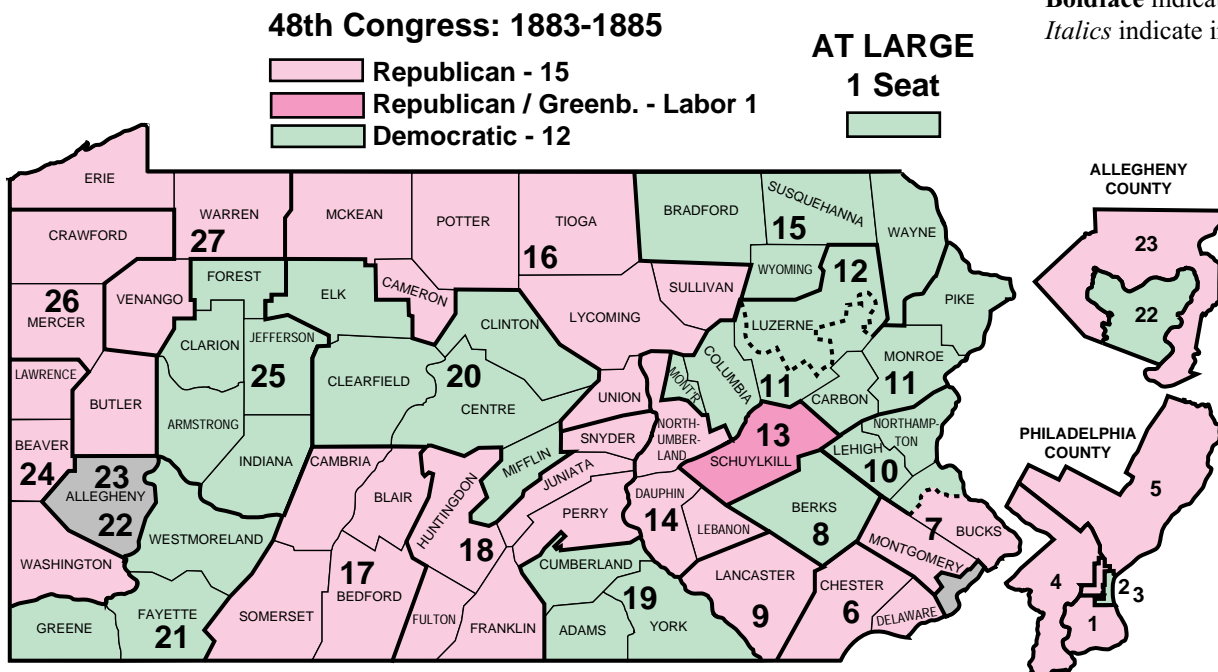 48th Congress: 1883-1885
Republican - 15
Republican / Greenb. - Labor 1
Democratic - 12
AT LARGE
1 Seat
Boldface indica
Italics indicate i
ERIE
CRAWFORD
WARREN
27
MCKEAN
POTTER
TIOGA
16
BRADFORD
SUSQUEHANNA
15
WAYNE
WYOMING
12
26
MERCER
VENANGO
FOREST
ELK
CAMERON
CLINTON
LYCOMING
SULLIVAN
LUZERNE
PIKE
CLARION
JEFFERSON
25
CLEARFIELD
20
CENTRE
UNION
MONTR
COLUMBIA
11
CARBON
MONROE
11
LAWRENCE
BUTLER
ARMSTRONG
INDIANA
BEAVER
24
23
ALLEGHENY
22
CAMBRIA
BLAIR
HUNTINGDON
18
MIFFLIN
SNYDER
JUNIATA
PERRY
NORTH-
UMBER-
LAND
13
SCHUYLKILL
NORTHAMP-
TON
LEHIGH
10
DAUPHIN
14
LEBANON
BERKS
8
7
BUCKS
MONTGOMERY
WASHINGTON
WESTMORELAND
GREENE
FAYETTE
21
SOMERSET
17
BEDFORD
FULTON
FRANKLIN
CUMBERLAND
19
ADAMS
YORK
LANCASTER
9
CHESTER
6
DELAWARE
ALLEGHENY
COUNTY
23
22
PHILADELPHIA
COUNTY
5
4
2
3
1